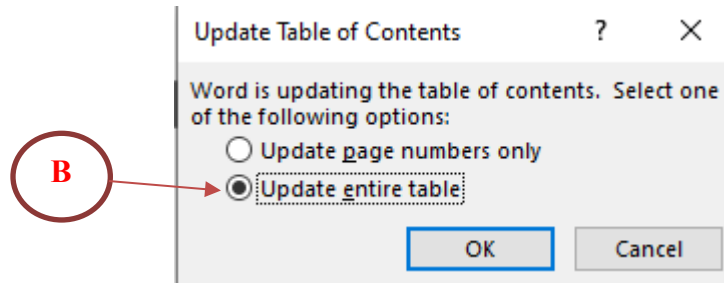 Update Table of Contents ? ×
Word is updating the table of contents. Select one
of the following options:
Update page numbers only
B
Update entire table
OK Cancel